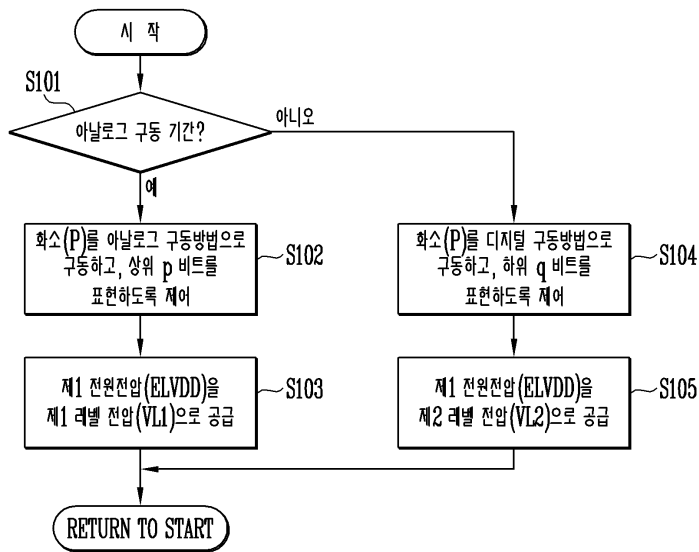 시 작
S101
아날로그 구동 기간?
아니오
예
화소(P)를 아날로그 구동방법으로
구동하고, 상위 p 비트를
표현하도록 제어
S102
화소(P)를 디지털 구동방법으로
구동하고, 하위 q 비트를
표현하도록 제어
S104
제1 전원전압(ELVDD)을
제1 레벨 전압(VL1)으로 공급
S103
제1 전원전압(ELVDD)을
제2 레벨 전압(VL2)으로 공급
S105
RETURN TO START